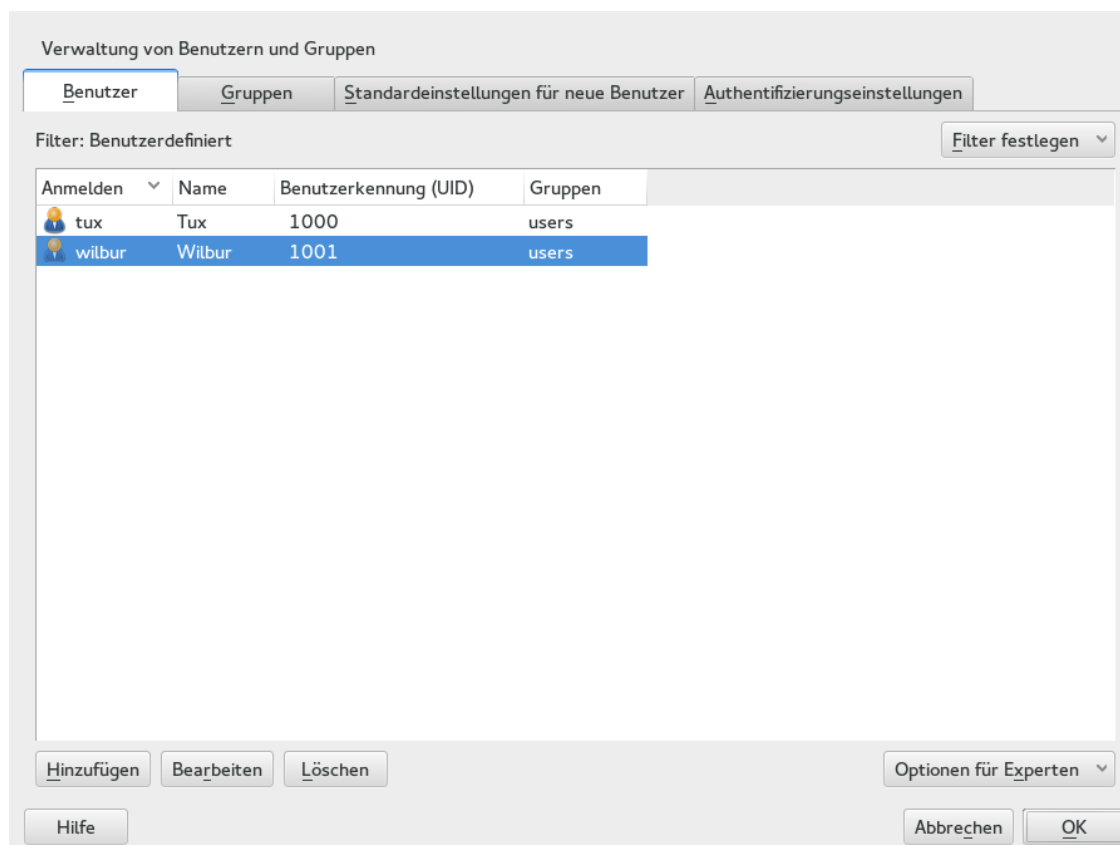 Verwaltung von Benutzern und Gruppen
Benutzer Gruppen Standardeinstellungen für neue Benutzer Authentifizierungseinstellungen
Filter: Benutzerdefiniert Filter festlegen
Anmelden Name Benutzerkennung (UID) Gruppen
tux Tux 1000 users
wilbur Wilbur 1001 users
Hinzufügen Bearbeiten Löschen Optionen für Experten
Hilfe Abbrechen OK